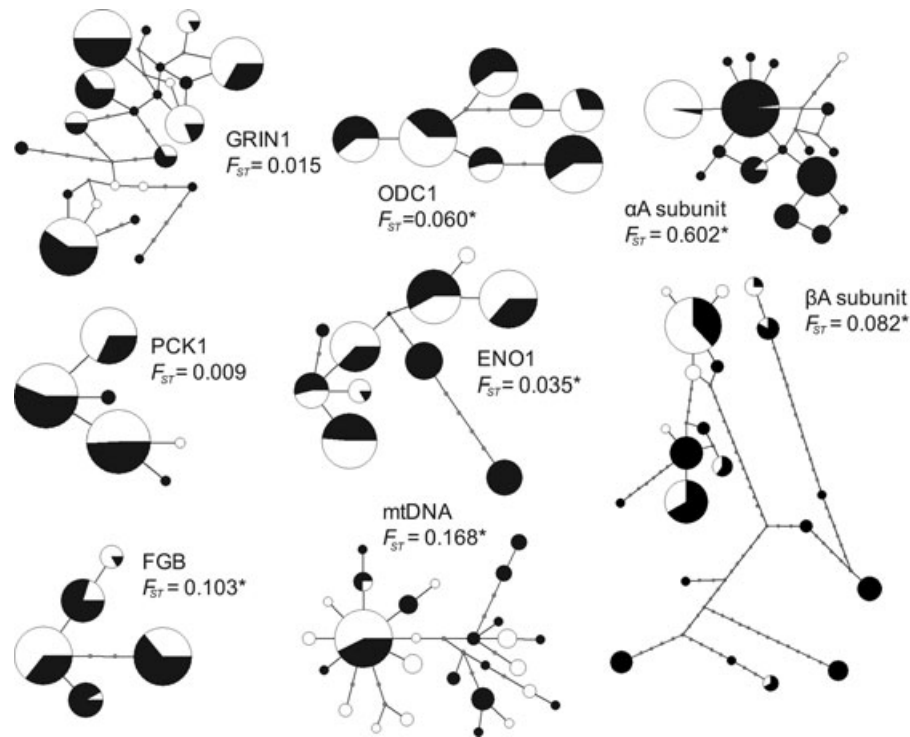 GRIN1
FST= 0.015
ODC1
FST=0.060*
αA subunit
FST= 0.602*
PCK1
FST= 0.009
ENO1
FST= 0.035*
βA subunit
FST= 0.082*
FGB
FST= 0.103*
mtDNA
FST= 0.168*